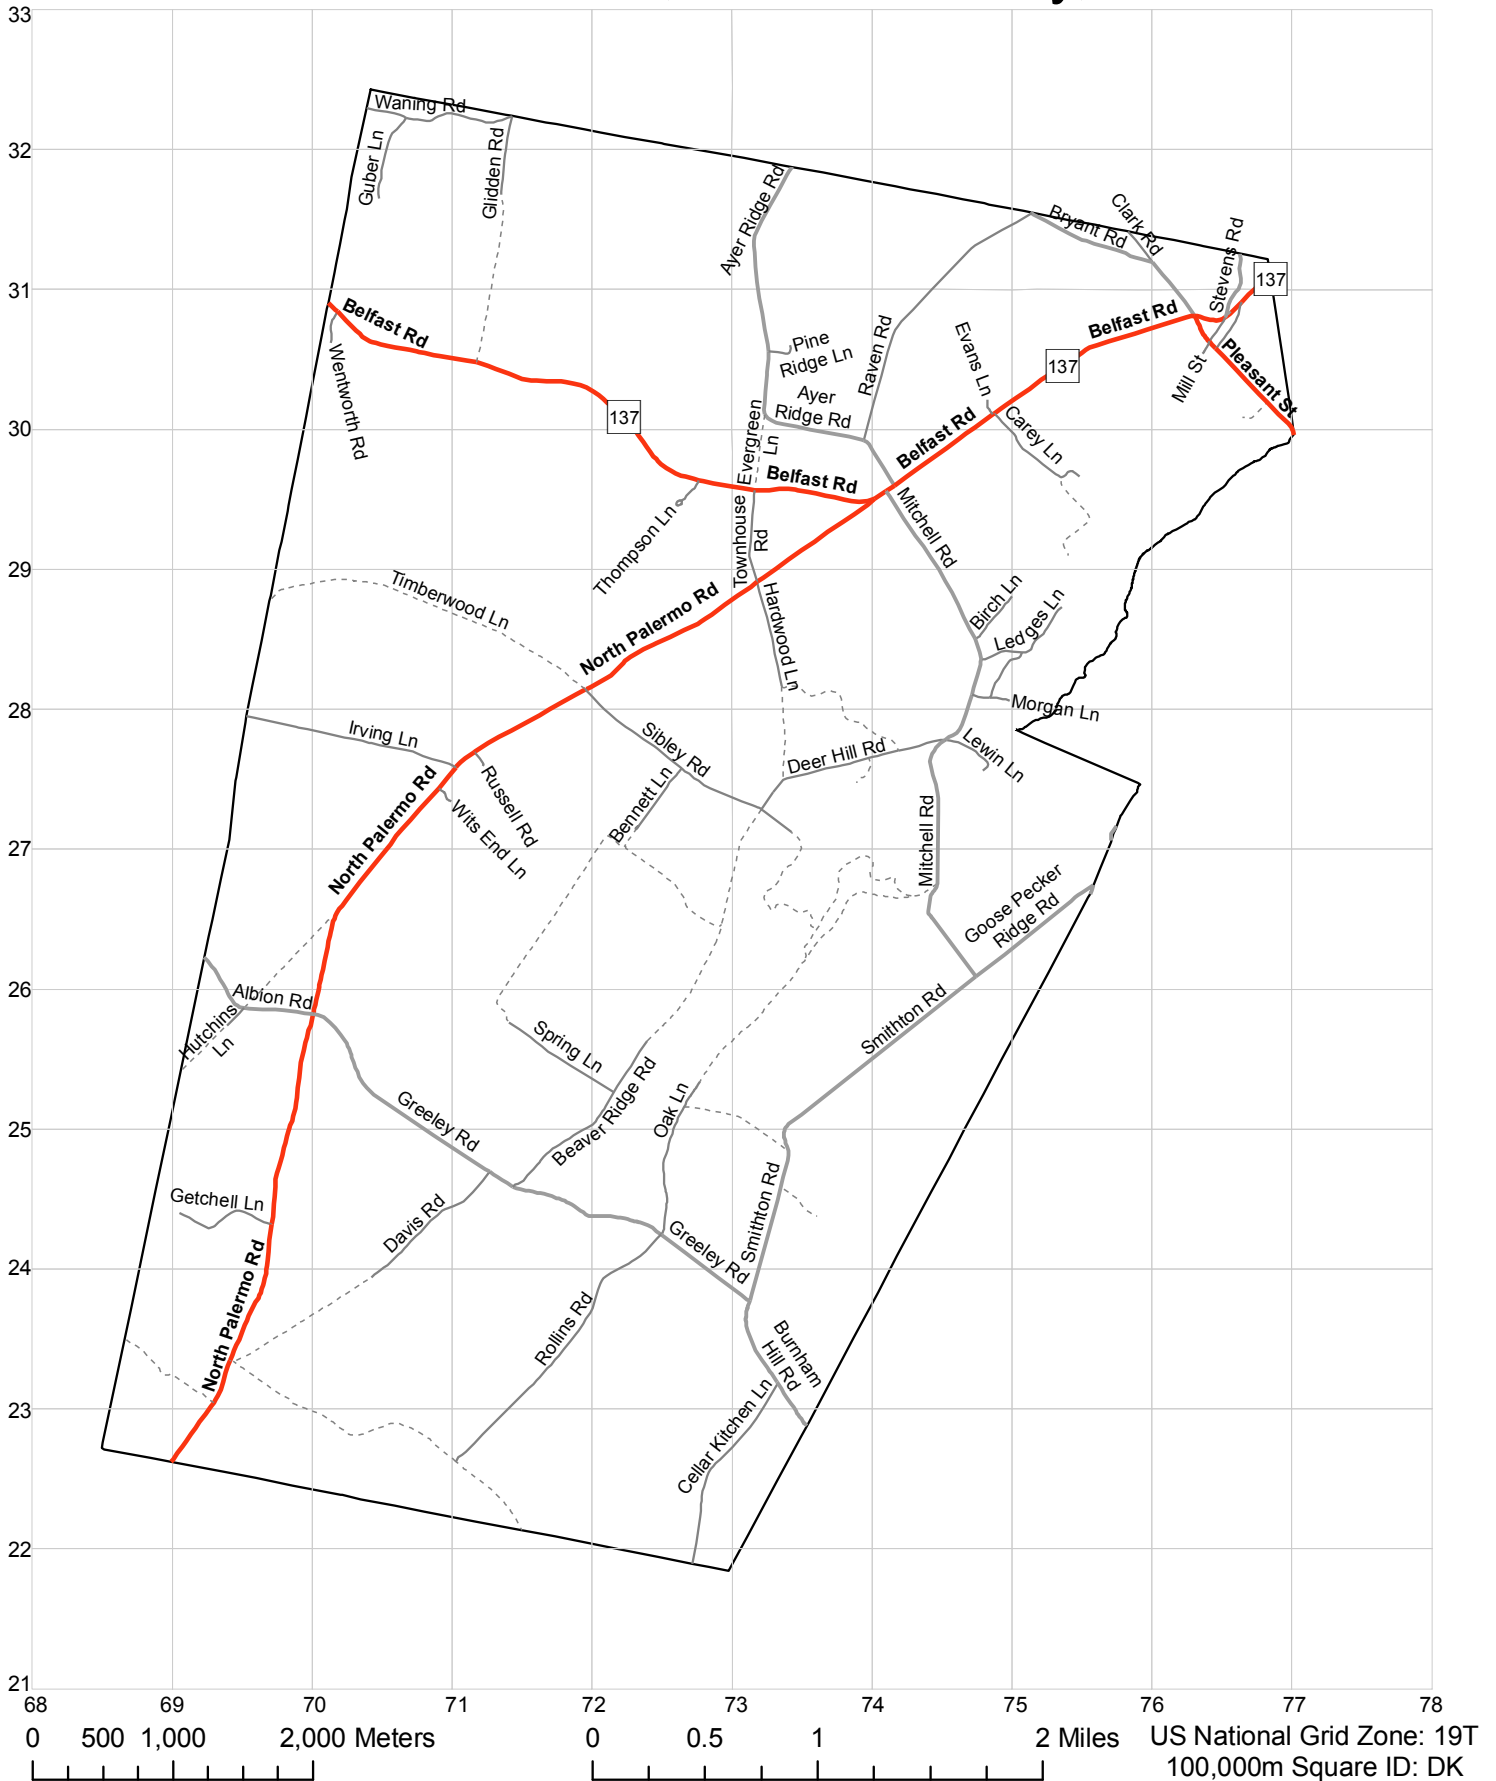 33
Waning Rd
32
Guber Ln
Glidden Rd
Ayer Ridge Rd
Bryant Rd
Clark Rd
Stevens Rd
137
31
Belfast Rd
Wentworth Rd
Pine
Ridge Ln
Raven Rd
Evans Ln
Belfast Rd
137
Mill St
Pleasant St
Ayer
Ridge Rd
137
30
Evergreen
Ln
Belfast Rd
Belfast Rd
Carey Ln
Thompson Ln
Townhouse
Rd
Mitchell Rd
29
Timberwood Ln
North Palermo Rd
Hardwood Ln
Birch Ln
Ledges Ln
Morgan Ln
28
Irving Ln
Sibley Rd
Deer Hill Rd
Lewin Ln
North Palermo Rd
Russell Rd
Wits End Ln
Bennett Ln
Mitchell Rd
27
Goose Pecker
Ridge Rd
26
Albion Rd
Hutchins
Ln
Spring Ln
Smithton Rd
Beaver Ridge Rd
Oak Ln
Greeley Rd
25
Getchell Ln
Davis Rd
Smithton Rd
Greeley Rd
24
North Palermo Rd
Rollins Rd
Burnham
Hill Rd
23
Cellar Kitchen Ln
22
21
68 69 70 71 72 73 74 75 76 77 78
0 500 1,000 2,000 Meters 0 0.5 1 2 Miles US National Grid Zone: 19T
100,000m Square ID: DK